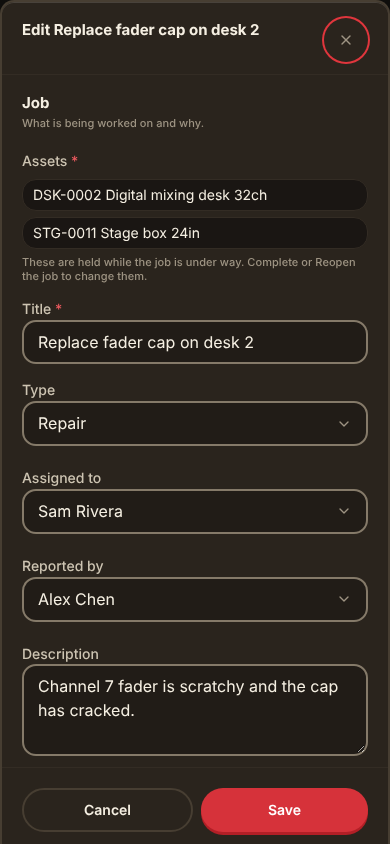 Edit Replace fader cap on desk 2
Job
What is being worked on and why.
Assets *
DSK-0002 Digital mixing desk 32ch
STG-0011 Stage box 24in
These are held while the job is under way. Complete or Reopen
the job to change them.
Title *
Replace fader cap on desk 2
Type
Repair
Assigned to
Sam Rivera
Reported by
Alex Chen
Description
Channel 7 fader is scratchy and the cap
has cracked.
Cancel
Save